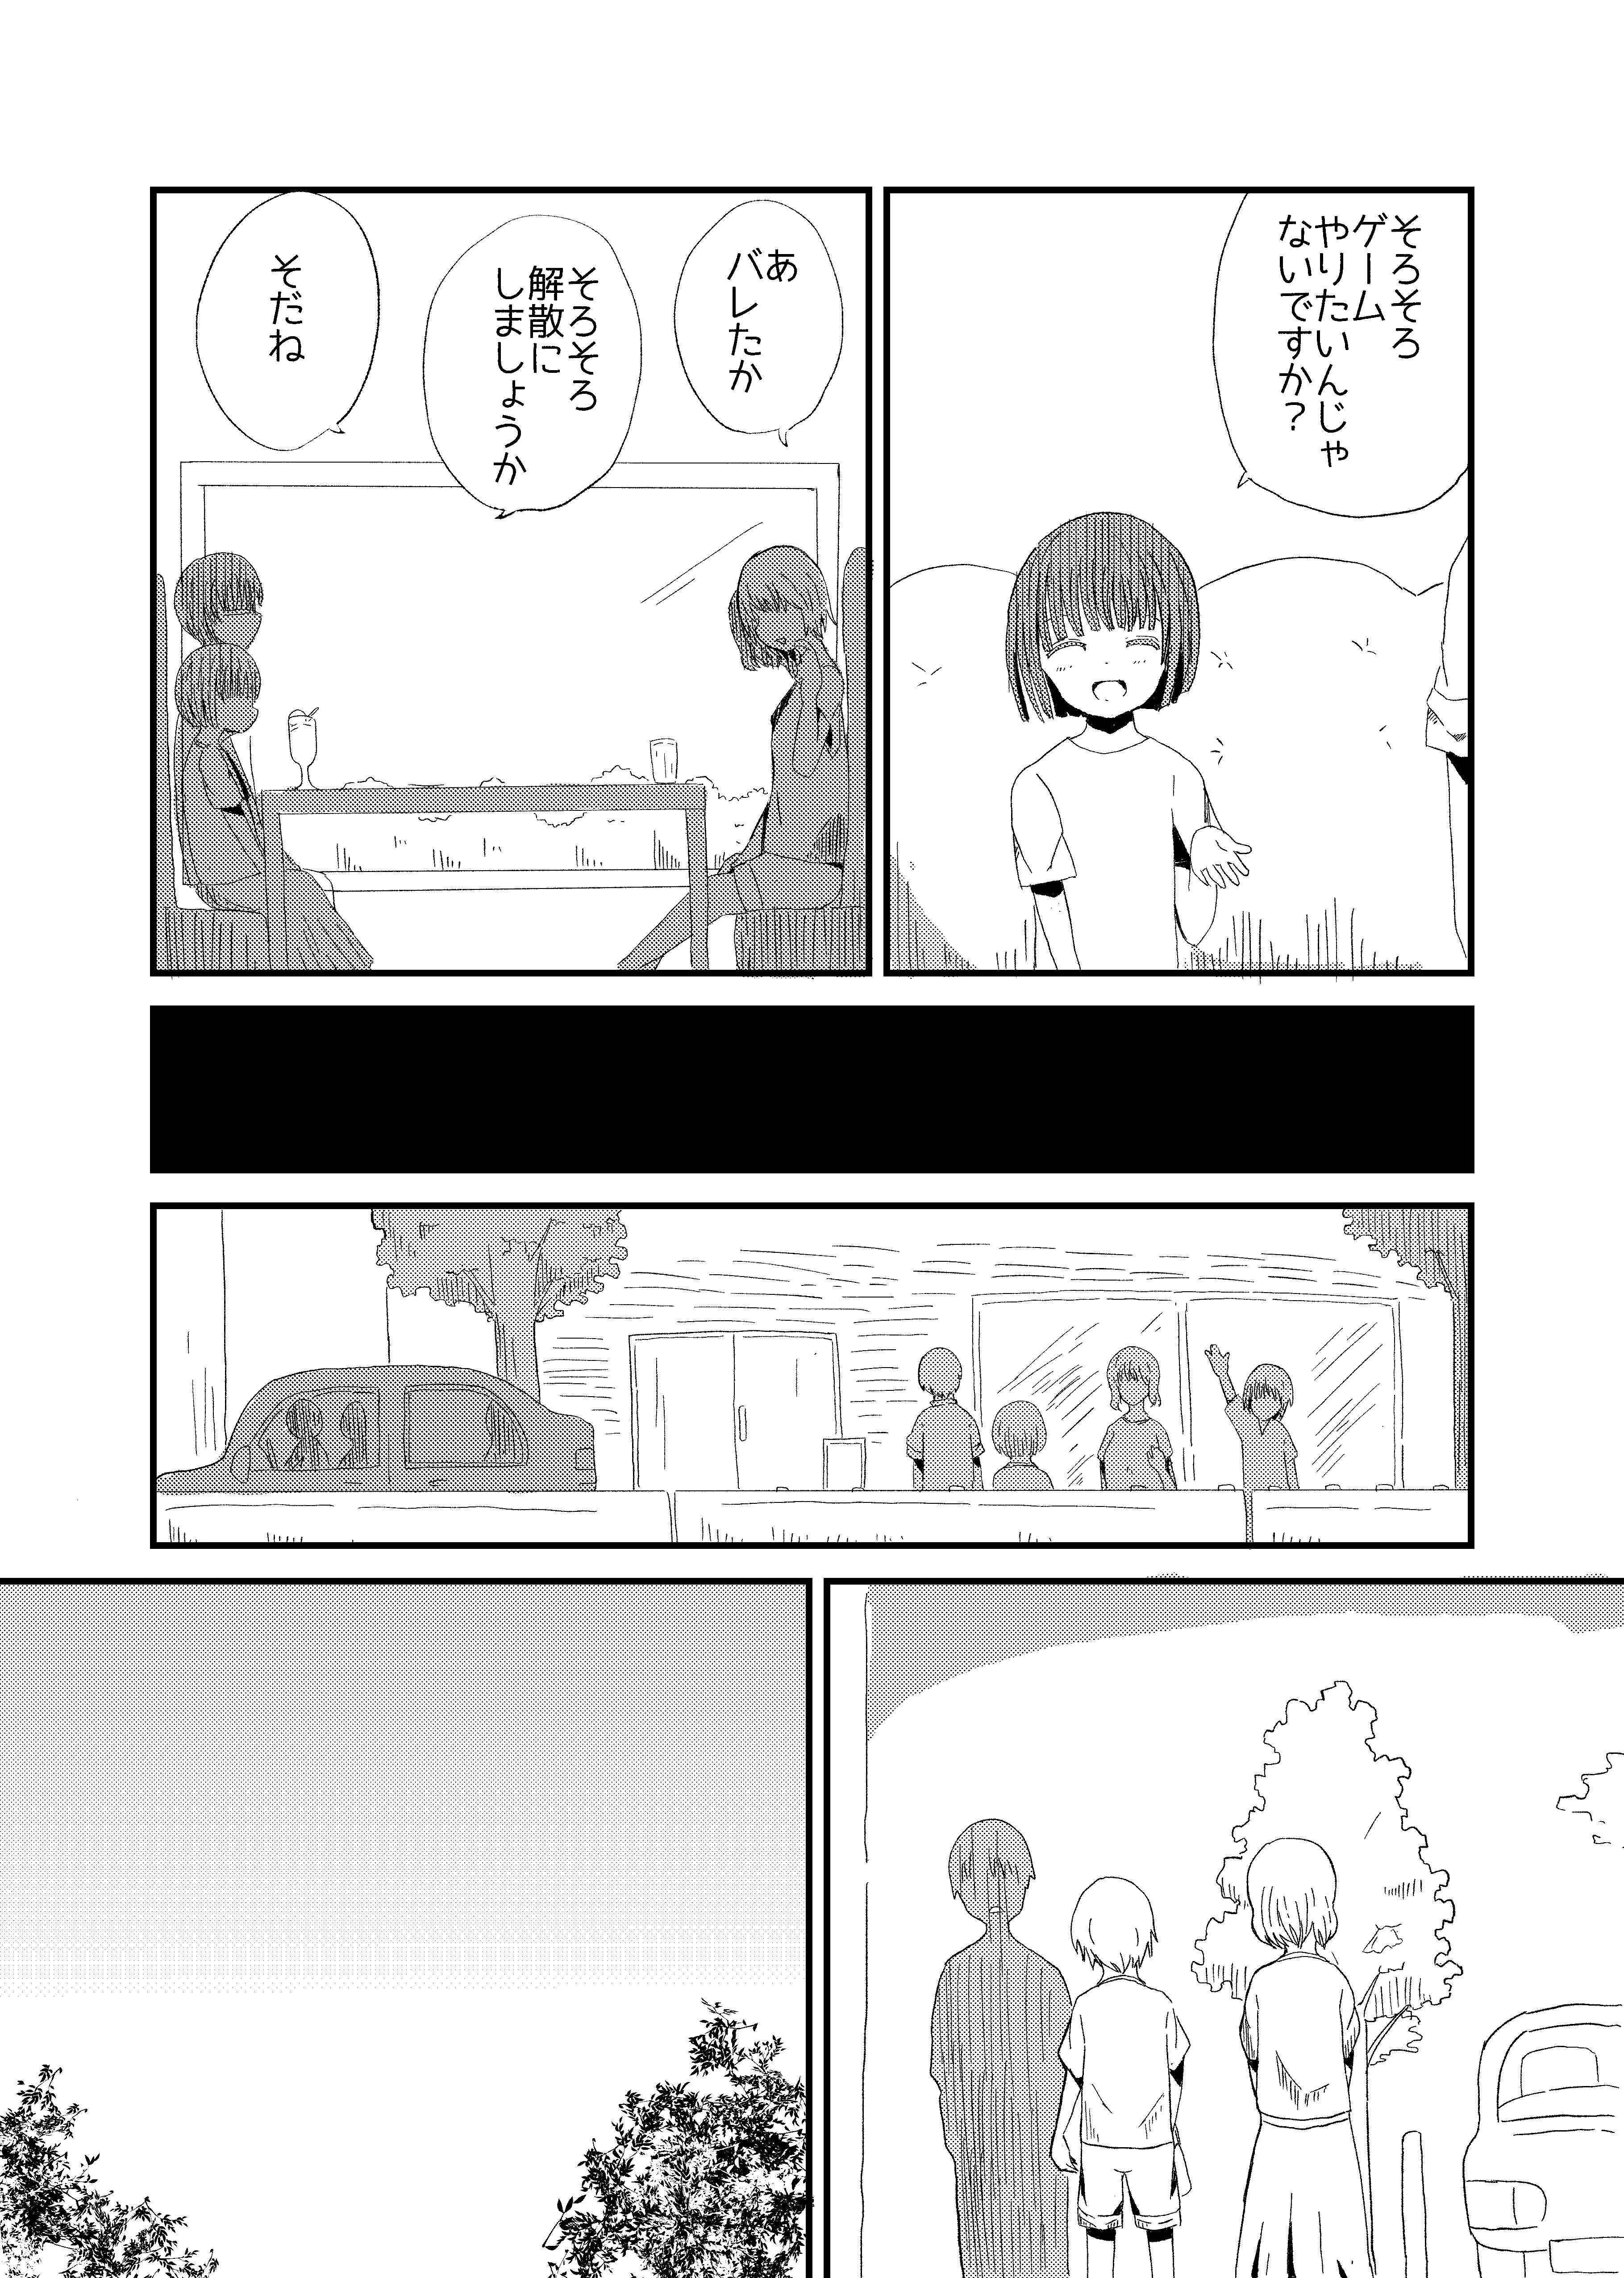 そろそろ
ゲーム
やりたいんじゃ
ないですか？
あ
バレたか
そろそろ
解散に
しましょうか
そだね